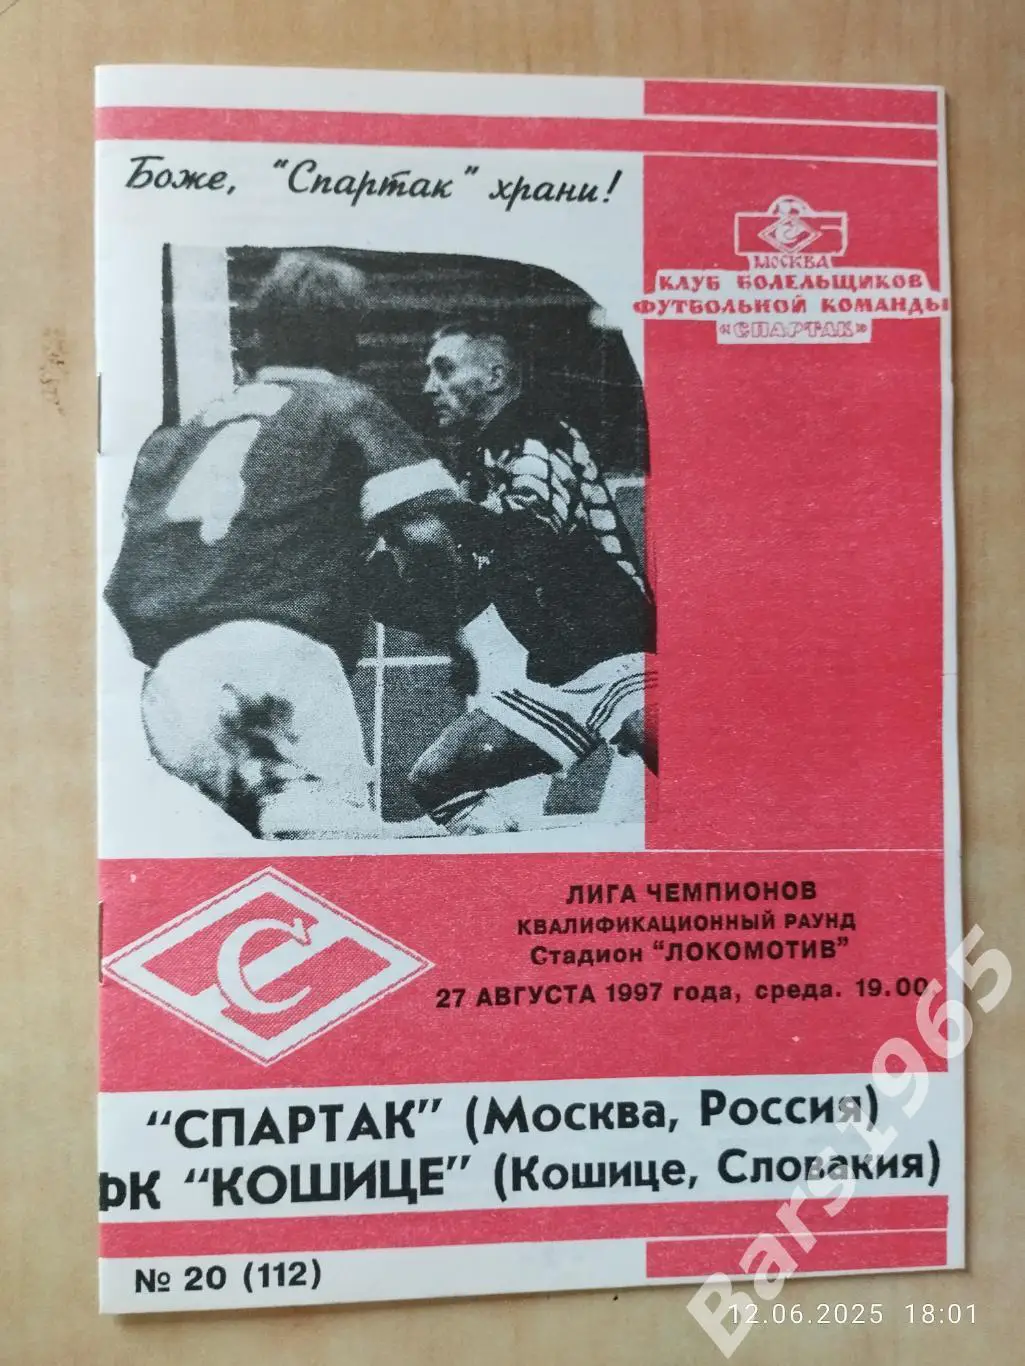 Боже, "Спартак" храни!
МОСКВА
КЛУБ БОЛЕЛЬЩИКОВ
ФУТБОЛЬНОЙ КОМАНДЫ
«СПАРТАК»
ЛИГА ЧЕМПИОНОВ
КВАЛИФИКАЦИОННЫЙ РАУНД
Стадион "ЛОКОМОТИВ"
27 АВГУСТА 1997 года, среда. 19.00
"СПАРТАК" (Москва, Россия)
ФК "КОШИЦЕ" (Кошице, Словакия)
№ 20 (112)
Bars1965
12.06.2025 18:01